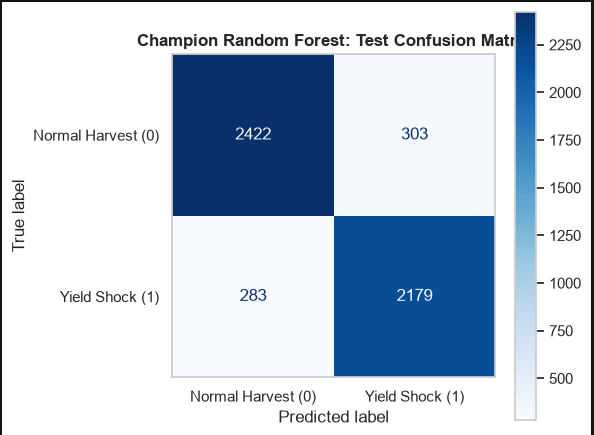 Champion Random Forest: Test Confusion Matr
Normal Harvest (0)
2422
303
Yield Shock (1)
283
2179
Normal Harvest (0)
Yield Shock (1)
Predicted label
True label
2250
2000
1750
1500
1250
1000
750
500